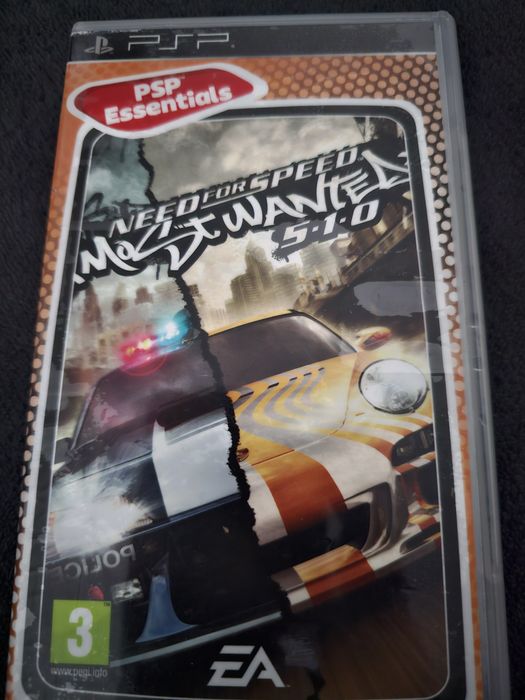 PSP
PSP
Essentials
NEED FOR SPEED
MOST WANTED
5-1-0
POLICE
3
www.pegi.info
EA